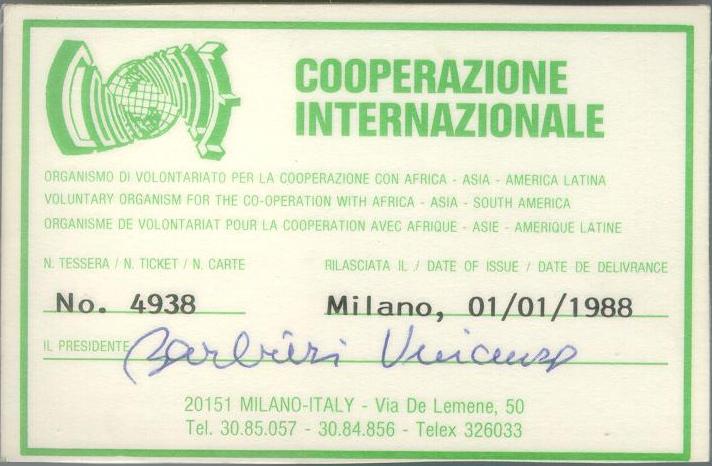 COOPERAZIONE
INTERNAZIONALE
ORGANISMO DI VOLONTARIATO PER LA COOPERAZIONE CON AFRICA - ASIA - AMERICA LATINA
VOLUNTARY ORGANISM FOR THE CO-OPERATION WITH AFRICA - ASIA - SOUTH AMERICA
ORGANISME DE VOLONTARIAT POUR LA COOPERATION AVEC AFRIQUE - ASIE - AMERIQUE LATINE
N. TESSERA / N. TICKET / N. CARTE RILASCIATA IL / DATE OF ISSUE / DATE DE DELIVRANCE
No. 4938 Milano, 01/01/1988
IL PRESIDENTE Barbieri Vincenzo
20151 MILANO-ITALY - Via De Lemene, 50
Tel. 30.85.057 - 30.84.856 - Telex 326033